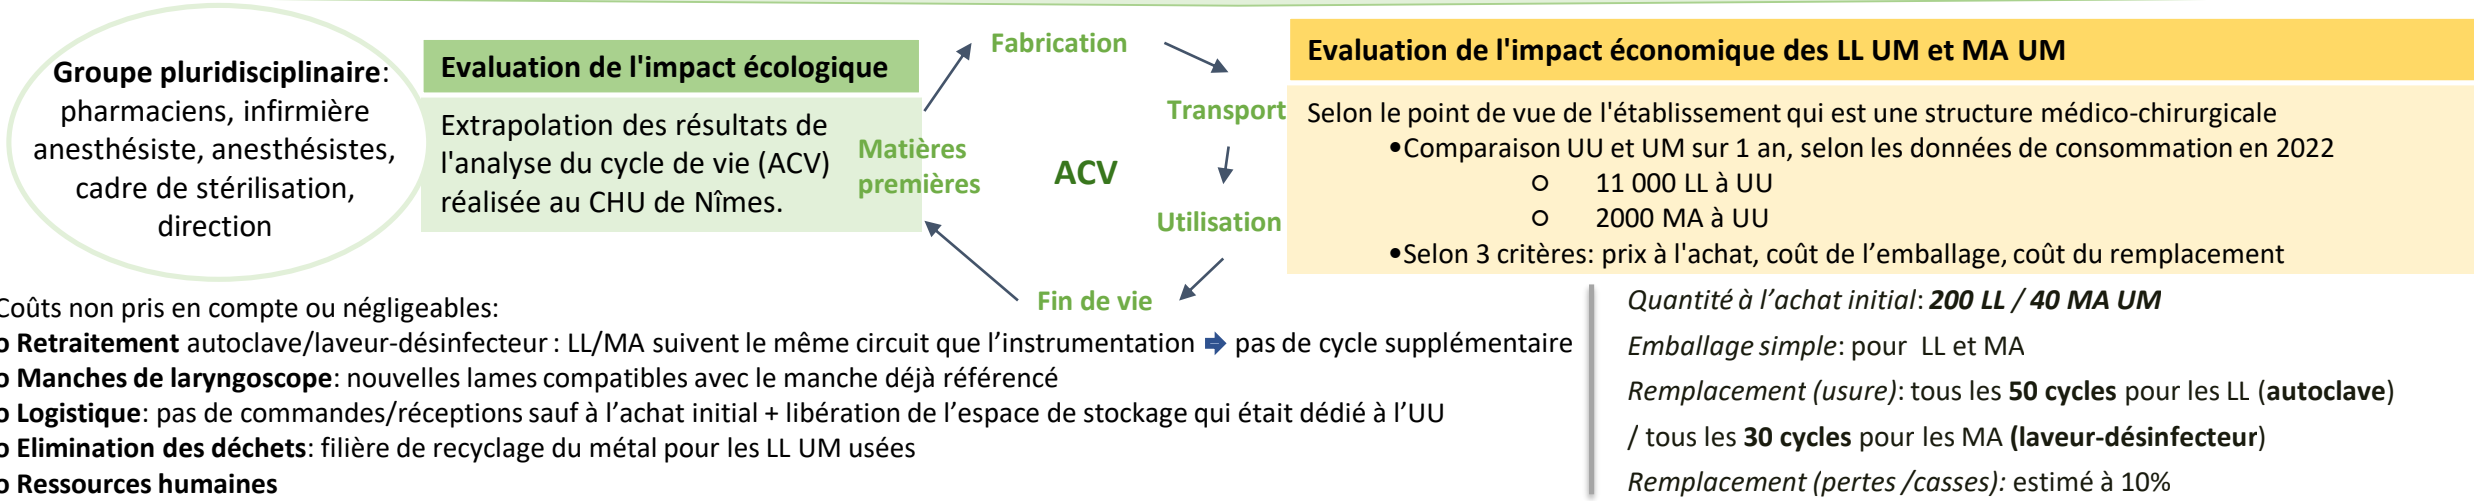 Groupe pluridisciplinaire:
pharmaciens, infirmière
anesthésiste, anesthésistes,
cadre de stérilisation,
direction
Evaluation de l'impact écologique
Extrapolation des résultats de
l'analyse du cycle de vie (ACV)
réalisée au CHU de Nîmes.
Fabrication
Transport
Matières
premières
ACV
Utilisation
Fin de vie
Evaluation de l'impact économique des LL UM et MA UM
Selon le point de vue de l'établissement qui est une structure médico-chirurgicale
•Comparaison UU et UM sur 1 an, selon les données de consommation en 2022
o 11 000 LL à UU
o 2000 MA à UU
•Selon 3 critères: prix à l'achat, coût de l’emballage, coût du remplacement
Coûts non pris en compte ou négligeables:
o Retraitement autoclave/laveur-désinfecteur : LL/MA suivent le même circuit que l’instrumentation ➡ pas de cycle supplémentaire
o Manches de laryngoscope: nouvelles lames compatibles avec le manche déjà référencé
o Logistique: pas de commandes/réceptions sauf à l’achat initial + libération de l’espace de stockage qui était dédié à l’UU
o Elimination des déchets: filière de recyclage du métal pour les LL UM usées
o Ressources humaines
Quantité à l’achat initial: 200 LL / 40 MA UM
Emballage simple: pour LL et MA
Remplacement (usure): tous les 50 cycles pour les LL (autoclave)
/ tous les 30 cycles pour les MA (laveur-désinfecteur)
Remplacement (pertes /casses): estimé à 10%